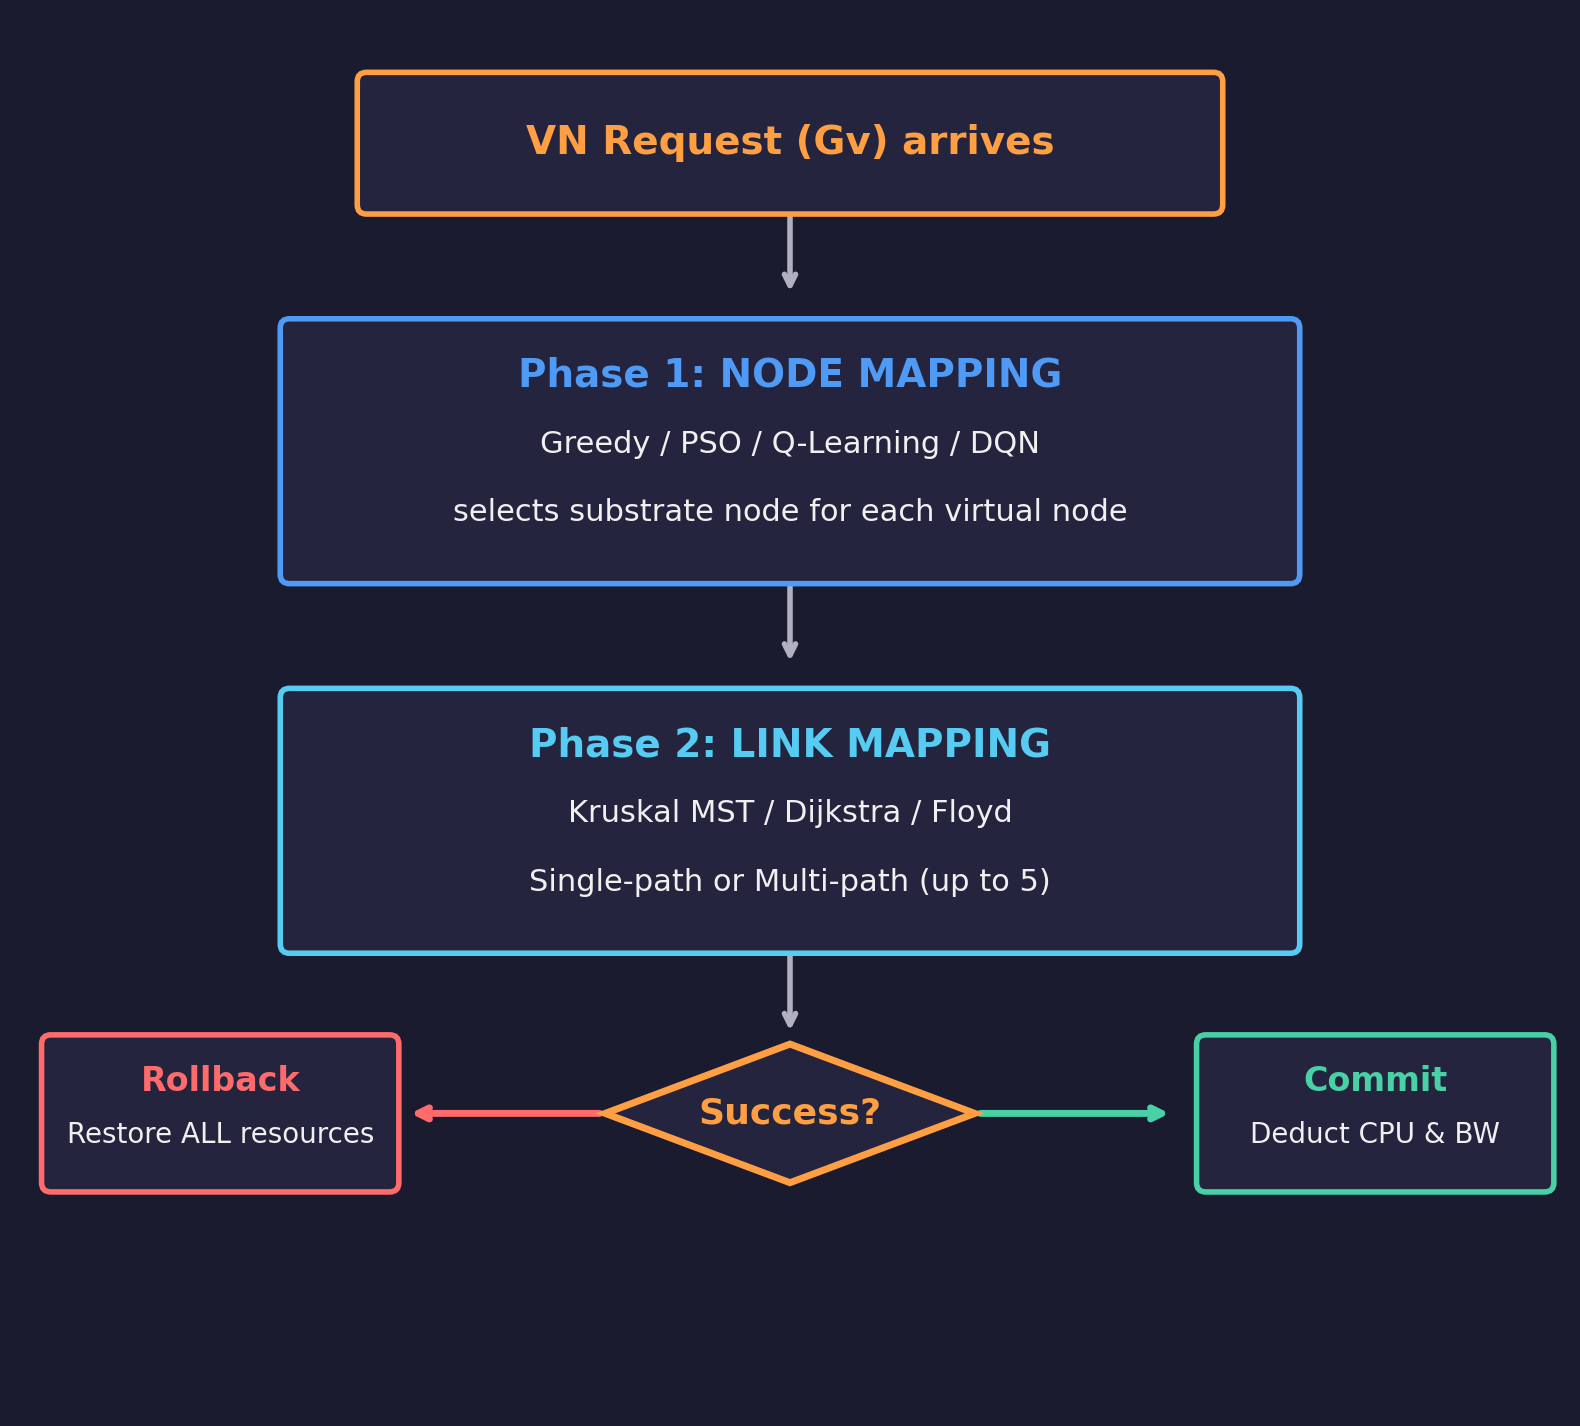 VN Request (Gv) arrives
Phase 1: NODE MAPPING
Greedy / PSO / Q-Learning / DQN
selects substrate node for each virtual node
Phase 2: LINK MAPPING
Kruskal MST / Dijkstra / Floyd
Single-path or Multi-path (up to 5)
Rollback
Restore ALL resources
Success?
Commit
Deduct CPU & BW